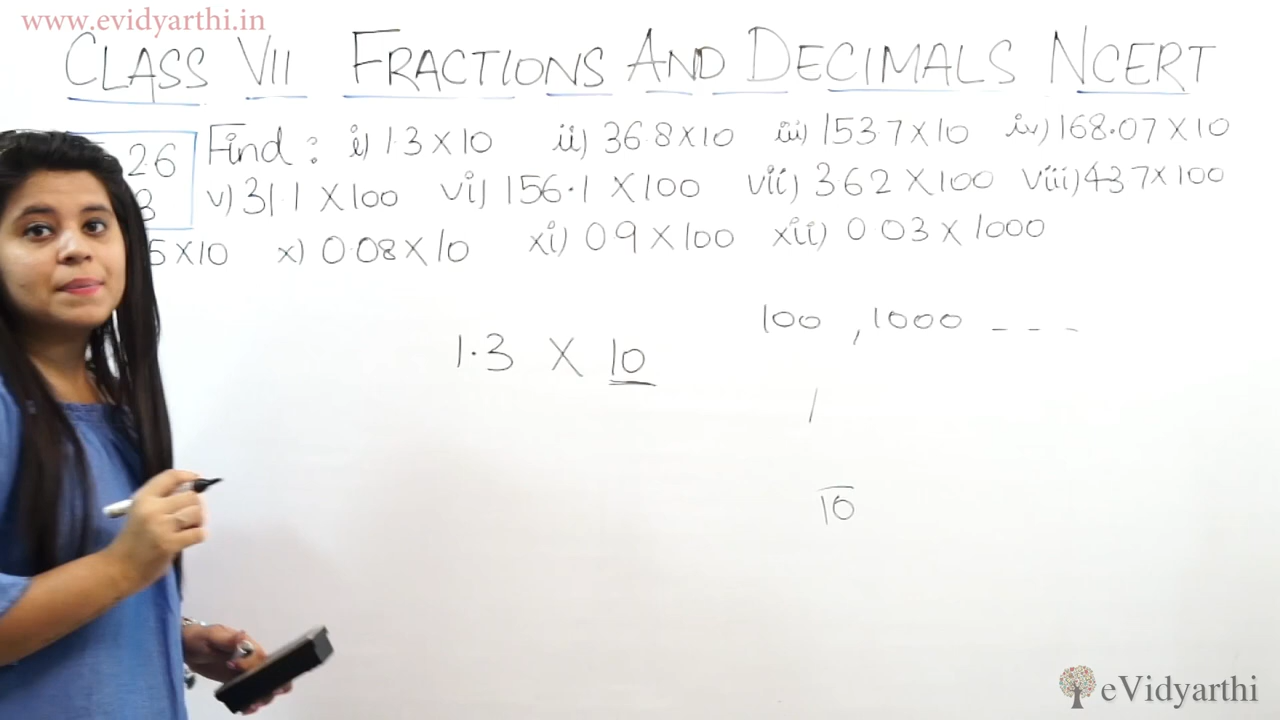 www.evidyarthi.in
CLASS VII FRACTIONS AND DECIMALS NCERT
2.6 Find : i) 1.3 X 10 ii) 36.8 X 10 iii) 153.7 X 10 iv) 168.07 X 10
v) 31.1 X 100 vi) 156.1 X 100 vii) 3.62 X 100 viii) 43.7 X 100
5 X 10 x) 0.08 X 10 xi) 0.9 X 100 xii) 0.03 X 1000
100 , 1000 - - -
1.3 X 10
1
10
eVidyarthi